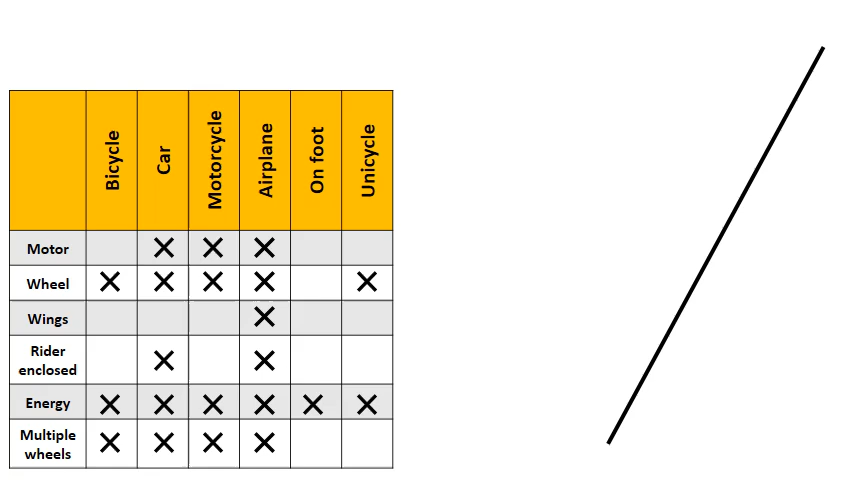 Bicycle
Car
Motorcycle
Airplane
On foot
Unicycle
Motor
Wheel
Wings
Rider
enclosed
Energy
Multiple
wheels